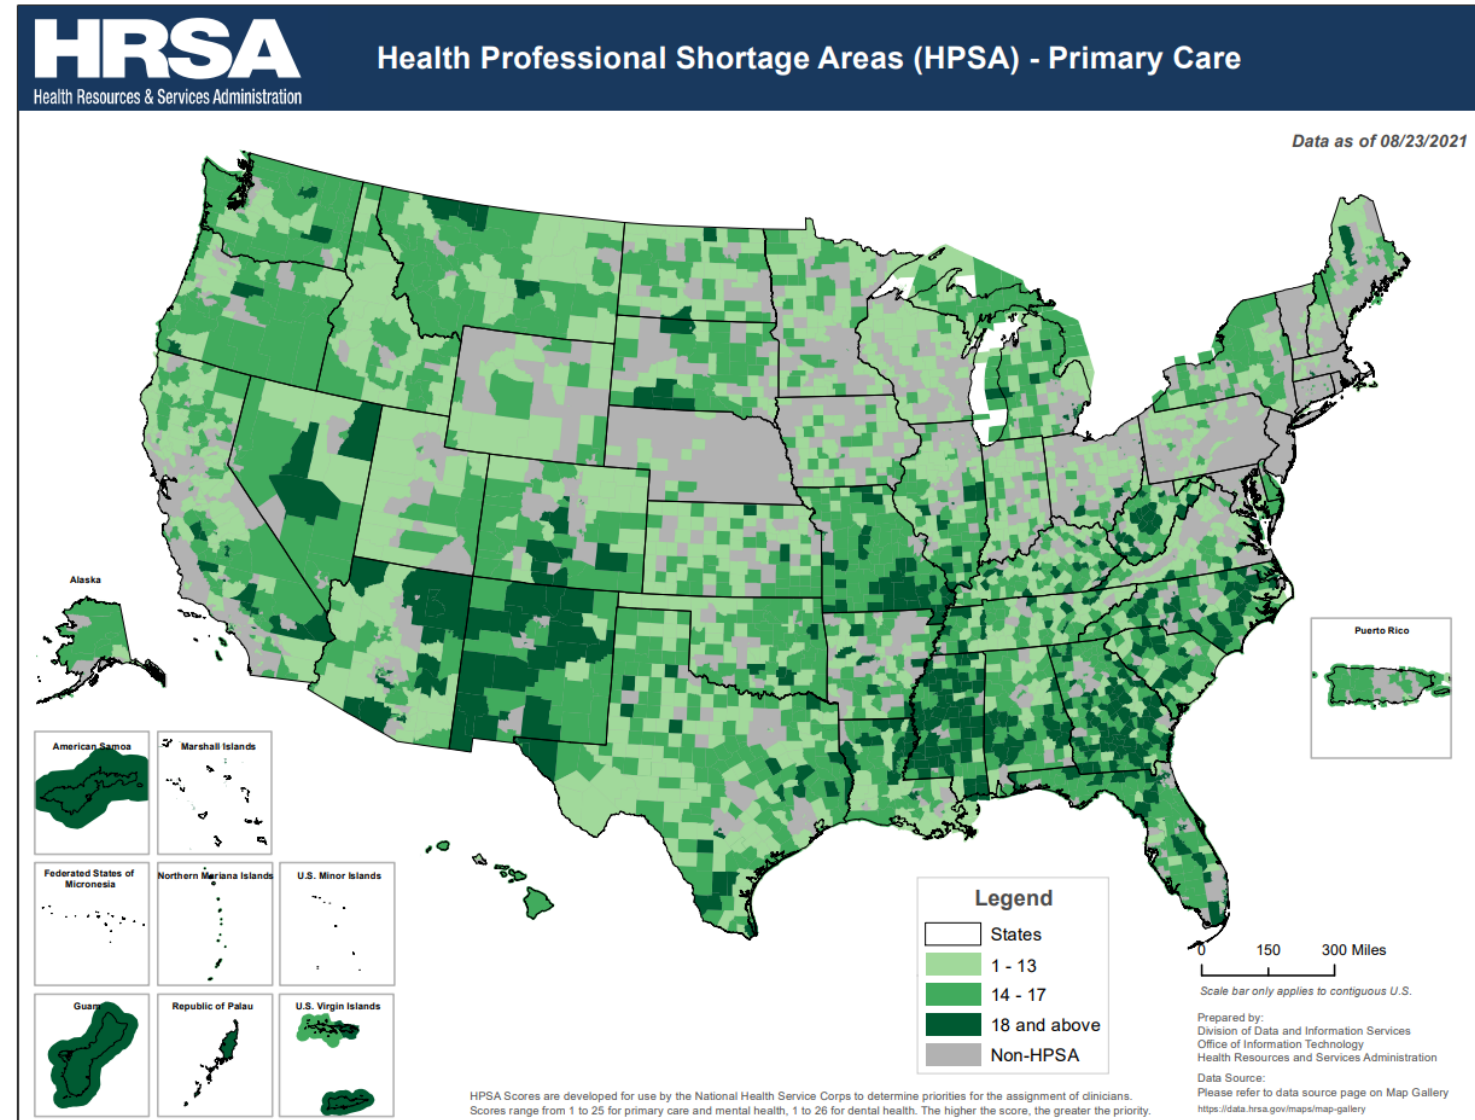 HRSA
Health Resources & Services Administration
Health Professional Shortage Areas (HPSA) - Primary Care
Data as of 08/23/2021
Alaska
Puerto Rico
American Samoa
Marshall Islands
Federated States of
Micronesia
Northern Mariana Islands
U.S. Minor Islands
Guam
Republic of Palau
U.S. Virgin Islands
Legend
States
1 - 13
14 - 17
18 and above
Non-HPSA
0 150 300 Miles
Scale bar only applies to contiguous U.S.
Prepared by:
Division of Data and Information Services
Office of Information Technology
Health Resources and Services Administration
Data Source:
Please refer to data source page on Map Gallery
https://data.hrsa.gov/maps/map-gallery
HPSA Scores are developed for use by the National Health Service Corps to determine priorities for the assignment of clinicians.
Scores range from 1 to 25 for primary care and mental health, 1 to 26 for dental health. The higher the score, the greater the priority.